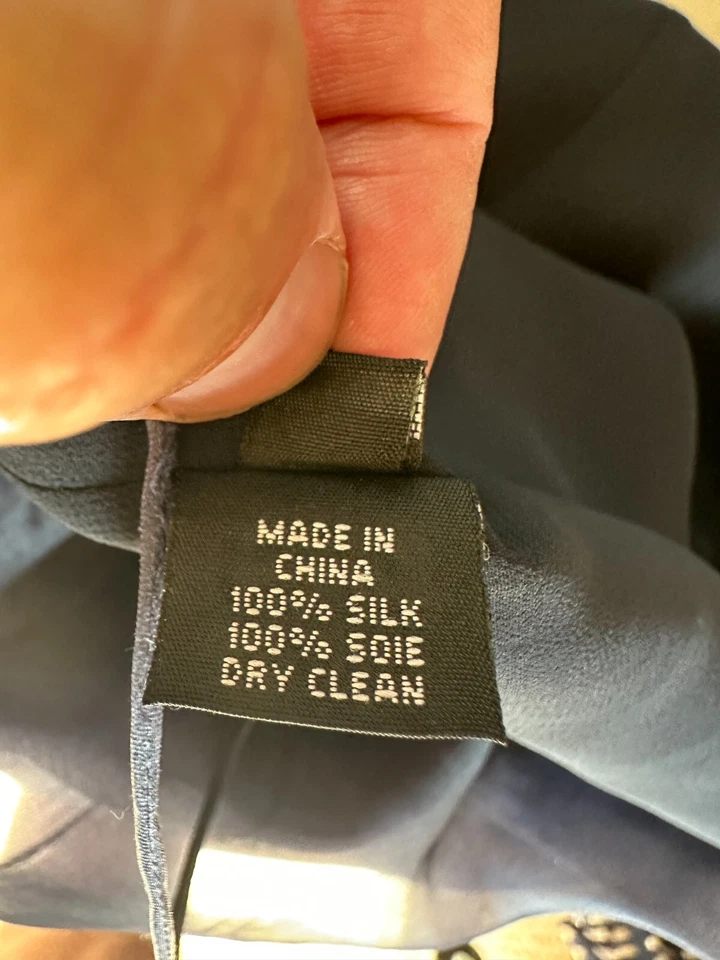 MADE IN
CHINA
100% SILK
100% SOIE
DRY CLEAN